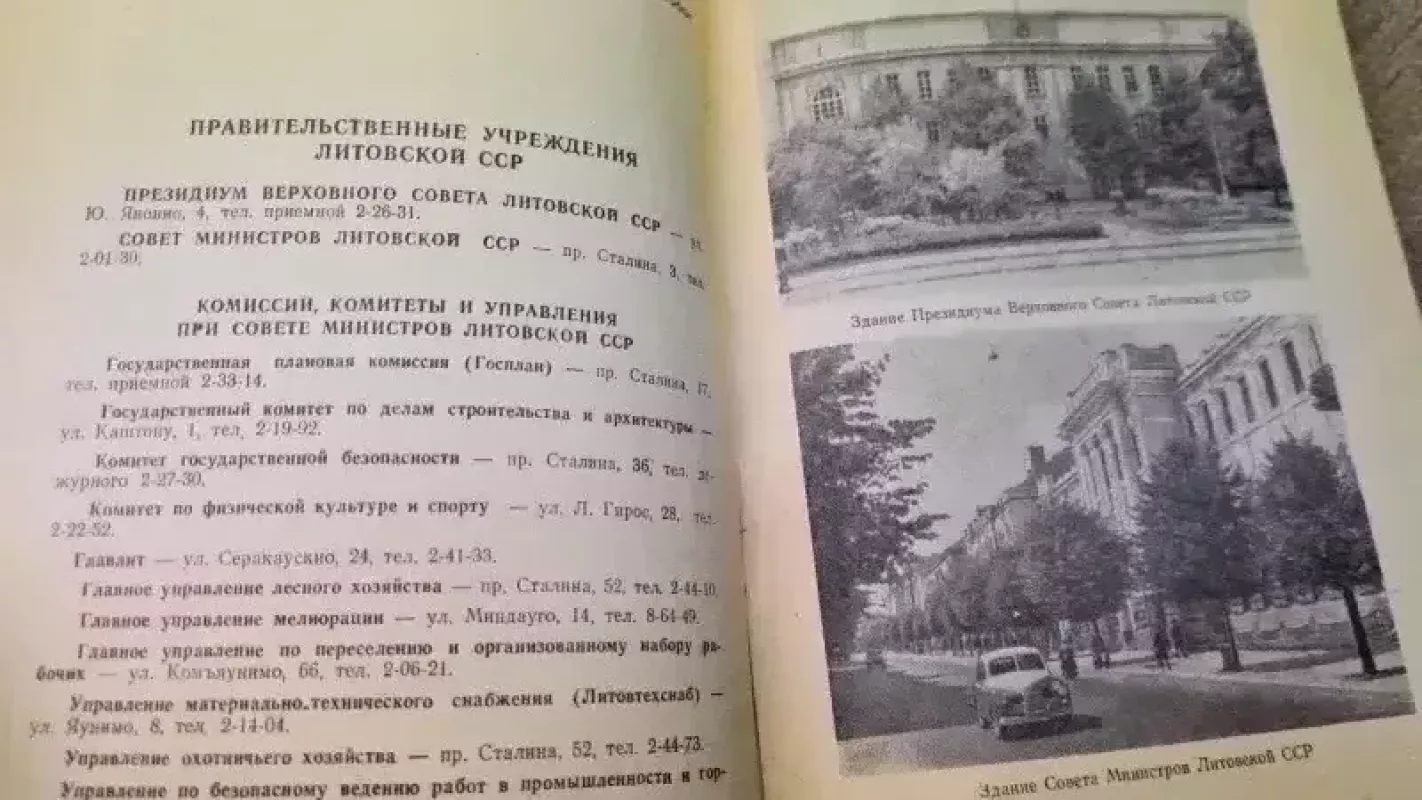 ПРАВИТЕЛЬСТВЕННЫЕ УЧРЕЖДЕНИЯ
ЛИТОВСКОЙ ССР
ПРЕЗИДИУМ ВЕРХОВНОГО СОВЕТА ЛИТОВСКОЙ ССР — ул.
Ю. Янонио, 4, тел. приемной 2-26-31.
СОВЕТ МИНИСТРОВ ЛИТОВСКОЙ ССР — пр. Сталина, 3, тел.
2-01-30.
КОМИССИИ, КОМИТЕТЫ И УПРАВЛЕНИЯ
ПРИ СОВЕТЕ МИНИСТРОВ ЛИТОВСКОЙ ССР
Государственная плановая комиссия (Госплан) — пр. Сталина, 17,
тел. приемной 2-33-14.
Государственный комитет по делам строительства и архитектуры —
ул. Каштону, 1, тел, 2-19-92.
Комитет государственной безопасности — пр. Сталина, 36, тел. де-
журного 2-27-30.
Комитет по физической культуре и спорту — ул. Л. Гирос, 28, тел.
2-22-52.
Главлит — ул. Серакаускио, 24, тел. 2-41-33.
Главное управление лесного хозяйства — пр, Сталина, 52, тел. 2-44-10.
Главное управление мелиорации — ул. Миндауго, 14, тел. 8-64-49.
Главное управление по переселению и организованному набору ра-
бочих — ул. Комъяунимо, 66, тел. 2-06-21.
Управление материально-технического снабжения (Литовтехснаб) —
ул. Яунимо, 8, тел, 2-14-04.
Управление охотничьего хозяйства — пр. Сталина, 52, тел. 2-44-73.
Управление по безопасному ведению работ в промышленности и гор-
Здание Президиума Верховного Совета Литовской ССР
Здание Совета Министров Литовской ССР